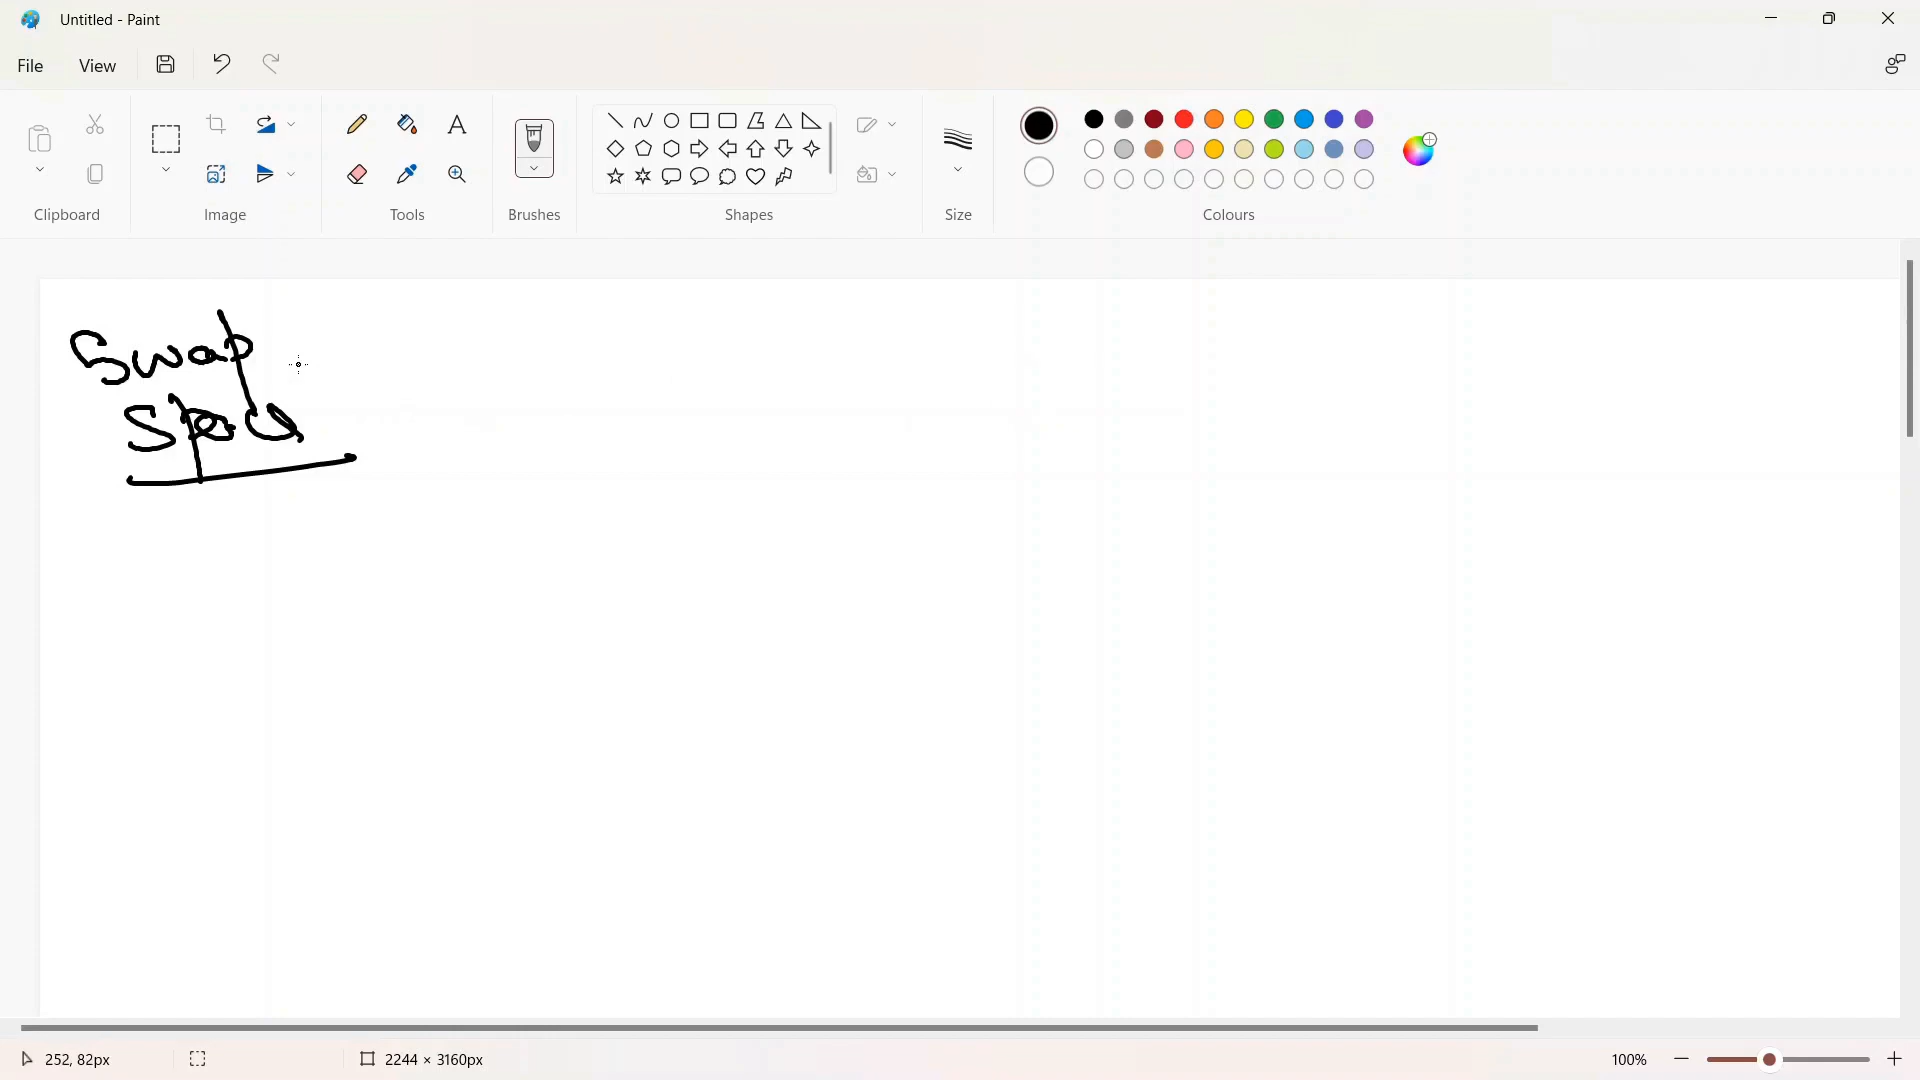 Untitled - Paint
File View
Clipboard Image Tools Brushes Shapes Size Colours
Swap
252, 82px 2244 × 3160px 100%